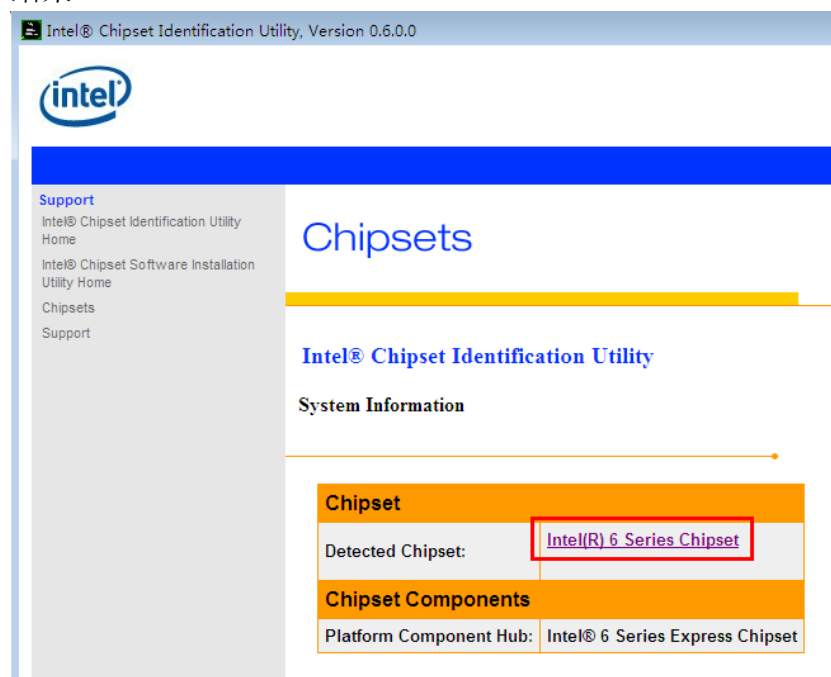 Intel® Chipset Identification Utility, Version 0.6.0.0
intel
Support
Intel® Chipset Identification Utility
Home
Intel® Chipset Software Installation
Utility Home
Chipsets
Support
Chipsets
Intel® Chipset Identification Utility
System Information
Chipset
Detected Chipset: Intel(R) 6 Series Chipset
Chipset Components
Platform Component Hub: Intel® 6 Series Express Chipset